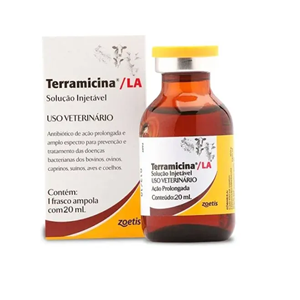 Terramicina®/LA
Solução Injetável
USO VETERINÁRIO
Antibiótico de ação prolongada e
amplo espectro para prevenção e
tratamento das doenças
bacterianas dos bovinos, ovinos,
caprinos, suínos, aves e coelhos
Contém:
1 frasco ampola
com 20 mL
zoetis
Terramicina®/LA
Solução Injetável
USO VETERINÁRIO
Ação Prolongada
Conteúdo: 20 mL
zoetis